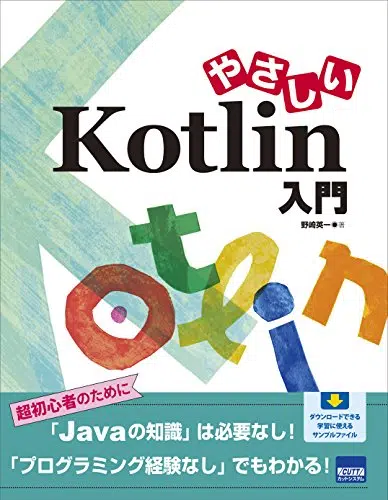 やさしい
Kotlin
入門
野崎英一●著
otlin
超初心者のために
「Javaの知識」は必要なし!
「プログラミング経験なし」でもわかる!
ダウンロードできる
学習に使える
サンプルファイル
CUTT
カットシステム